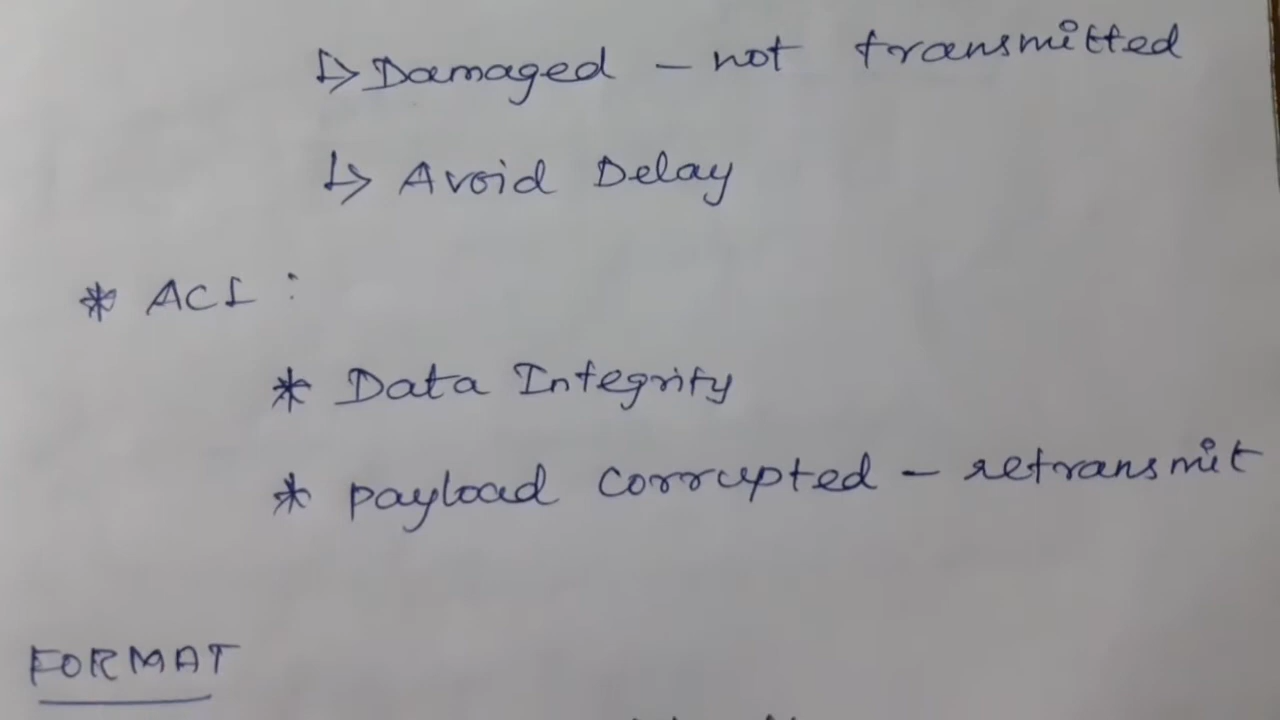 ↳ Damaged - not transmitted
↳ Avoid Delay
* ACL :
* Data Integrity
* Payload corrupted - retransmit
FORMAT